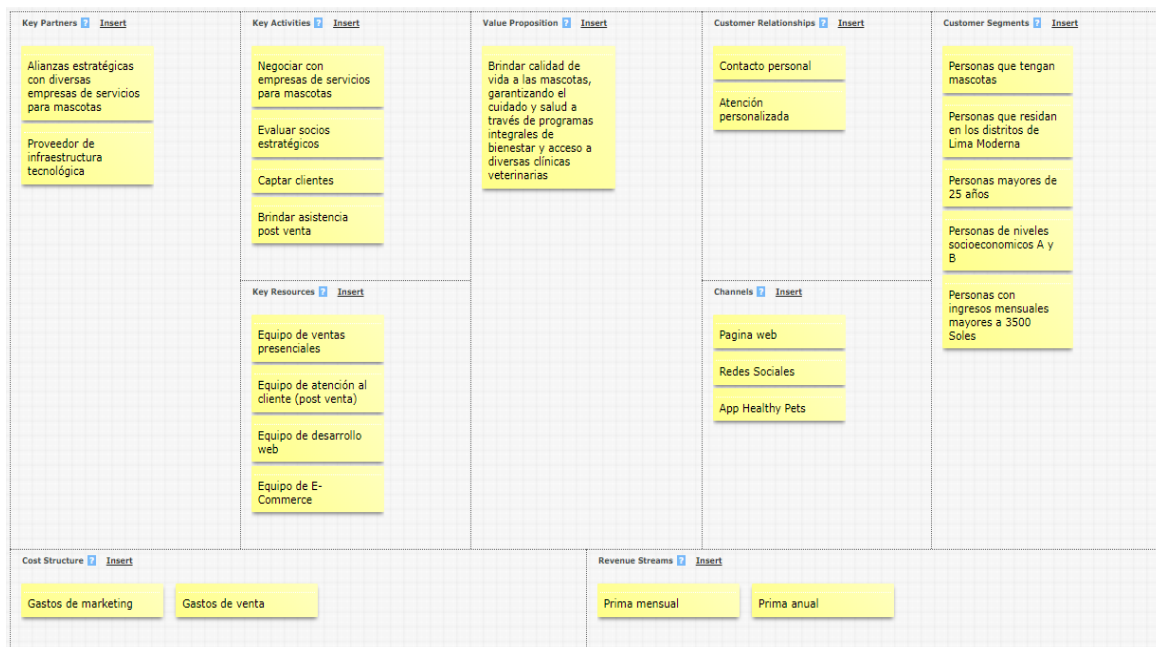 Key Partners ? Insert
Alianzas estratégicas
con diversas
empresas de servicios
para mascotas
Proveedor de
infraestructura
tecnológica
Key Activities ? Insert
Negociar con
empresas de servicios
para mascotas
Evaluar socios
estratégicos
Captar clientes
Brindar asistencia
post venta
Key Resources ? Insert
Equipo de ventas
presenciales
Equipo de atención al
cliente (post venta)
Equipo de desarrollo
web
Equipo de E-
Commerce
Value Proposition ? Insert
Brindar calidad de
vida a las mascotas,
garantizando el
cuidado y salud a
través de programas
integrales de
bienestar y acceso a
diversas clínicas
veterinarias
Customer Relationships ? Insert
Contacto personal
Atención
personalizada
Channels ? Insert
Pagina web
Redes Sociales
App Healthy Pets
Customer Segments ? Insert
Personas que tengan
mascotas
Personas que residan
en los distritos de
Lima Moderna
Personas mayores de
25 años
Personas de niveles
socioeconomicos A y
B
Personas con
ingresos mensuales
mayores a 3500
Soles
Cost Structure ? Insert
Gastos de marketing
Gastos de venta
Revenue Streams ? Insert
Prima mensual
Prima anual